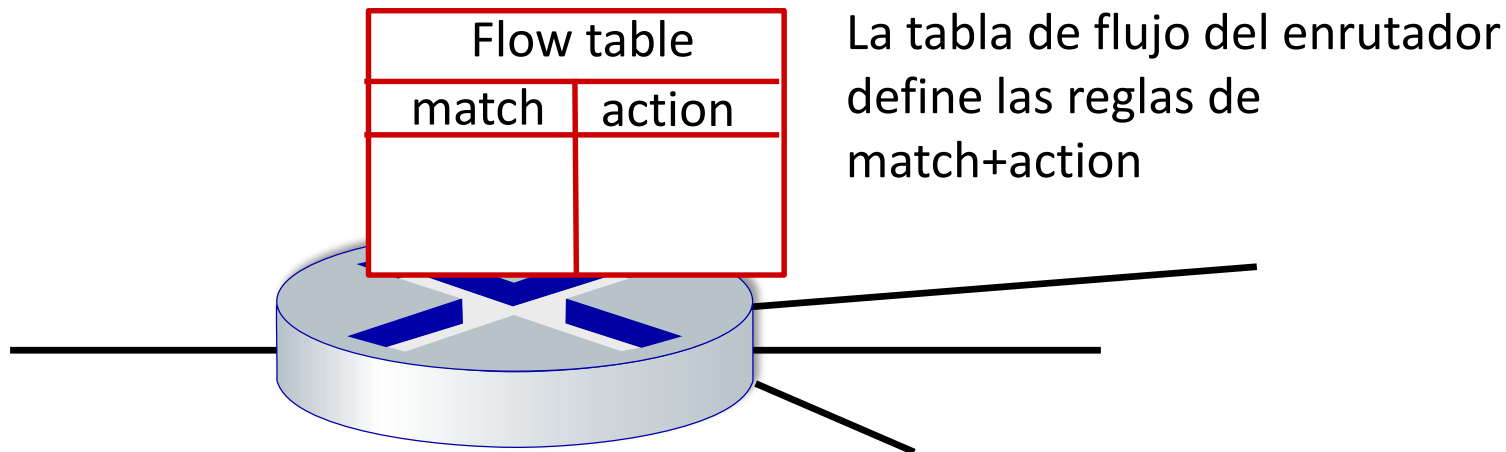 Flow table
match action
La tabla de flujo del enrutador
define las reglas de
match+action